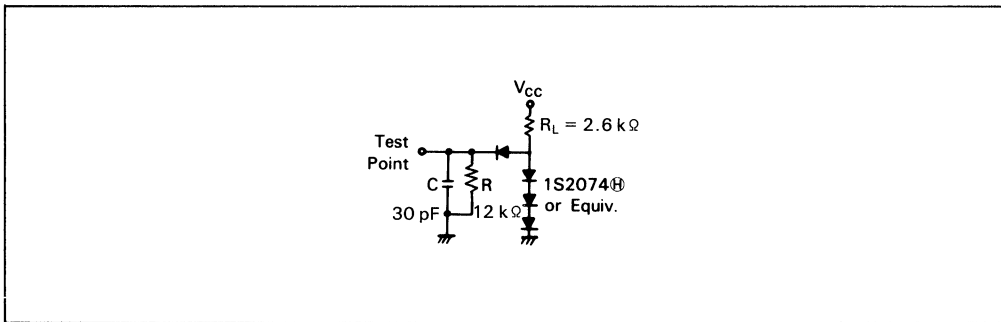 Vcc
RL = 2.6 kΩ
Test
Point
C
R
1S2074Ⓗ
or Equiv.
30 pF
12 kΩ